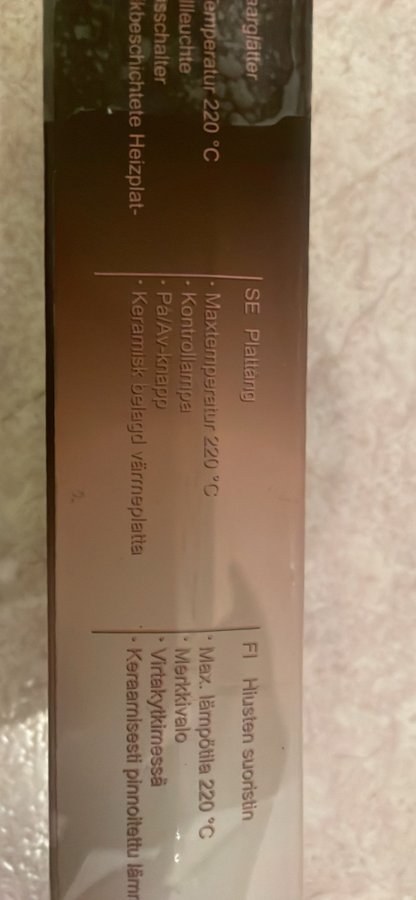 aarglätter
emperatur 220 °C
llleuchte
sschalter
kbeschichtete Heizplat-
SE Plattång
· Maxtemperatur 220 °C
· Kontrollampa
· På/Av-knapp
· Keramisk belagd värmeplatta
FI Hiusten suoristin
· Max. lämpötila 220 °C
· Merkkivalo
· Virtakytkimessä
· Keraamisesti pinnoitettu lämm